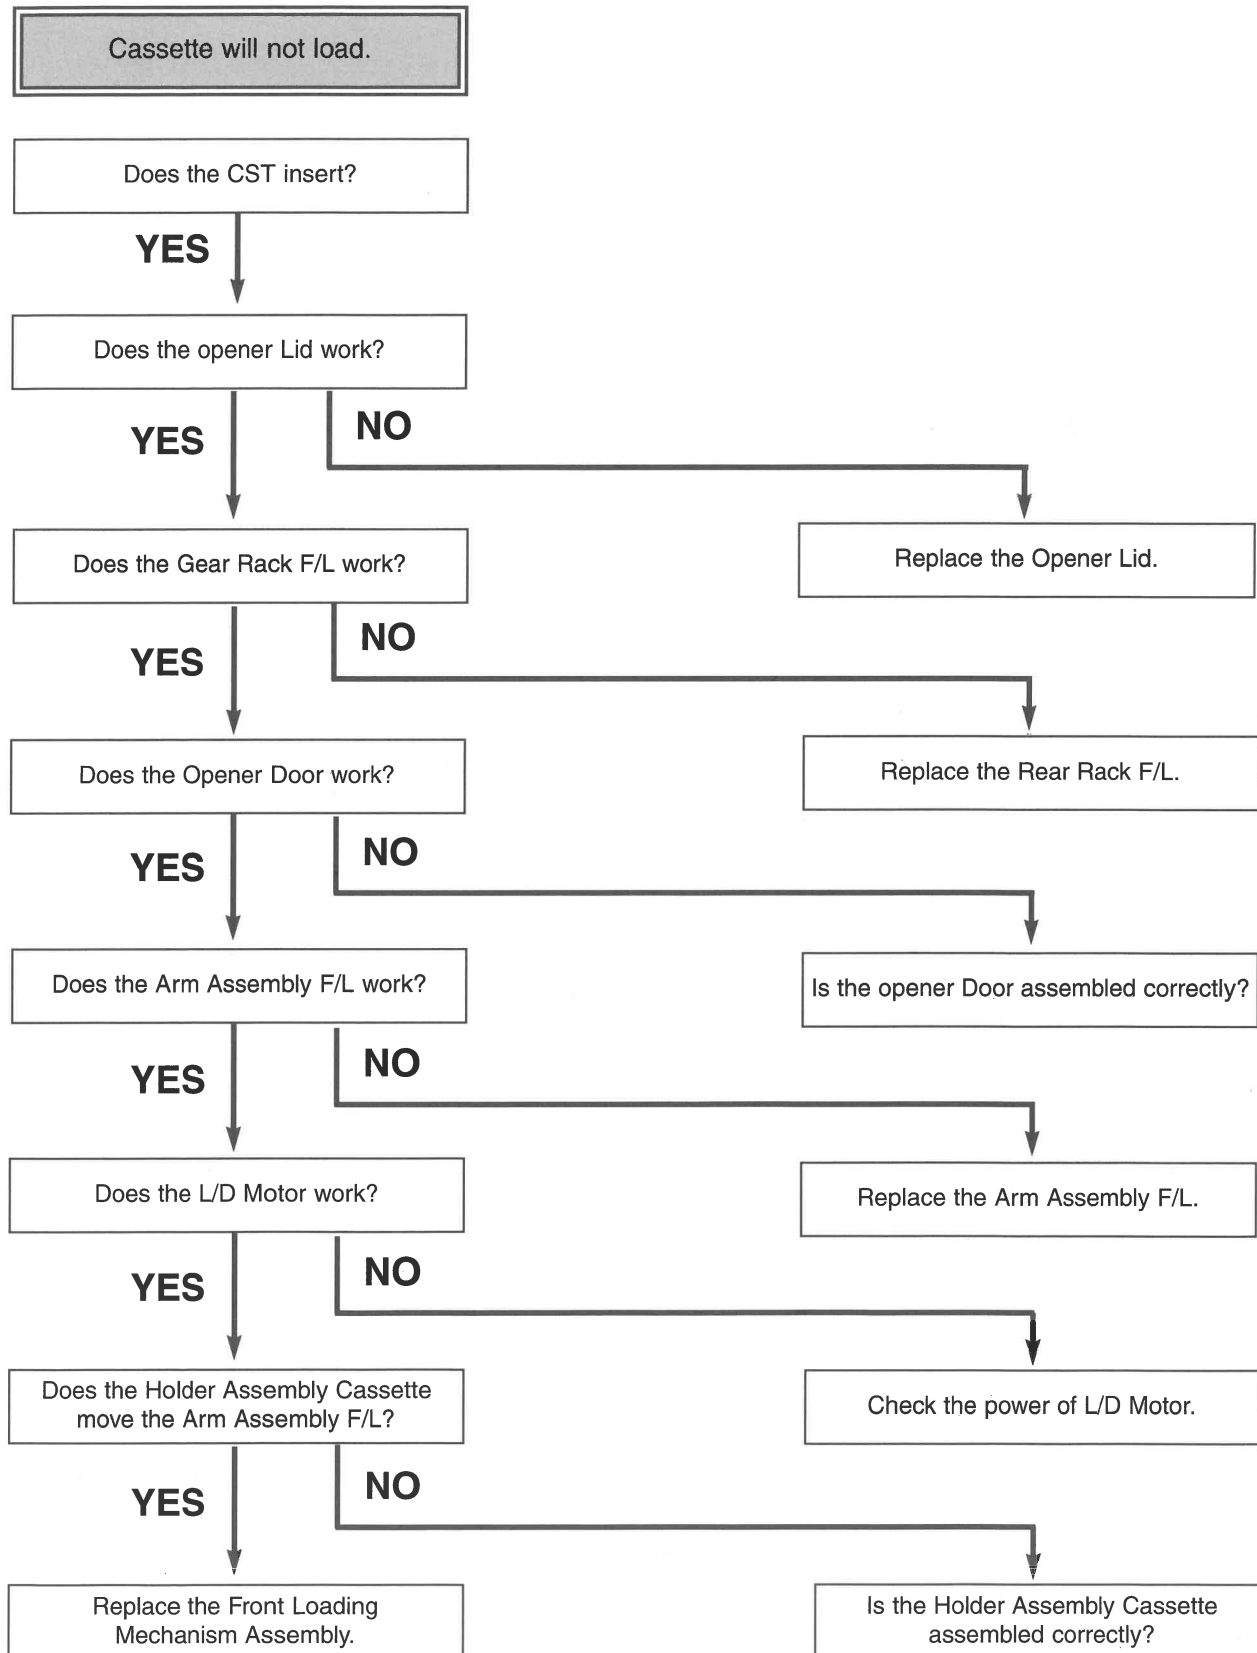 Cassette will not load.
Does the CST insert?
YES
Does the opener Lid work?
YES
NO
Does the Gear Rack F/L work?
Replace the Opener Lid.
YES
NO
Does the Opener Door work?
Replace the Rear Rack F/L.
YES
NO
Does the Arm Assembly F/L work?
Is the opener Door assembled correctly?
YES
NO
Does the L/D Motor work?
Replace the Arm Assembly F/L.
YES
NO
Does the Holder Assembly Cassette
move the Arm Assembly F/L?
Check the power of L/D Motor.
YES
NO
Replace the Front Loading
Mechanism Assembly.
Is the Holder Assembly Cassette
assembled correctly?